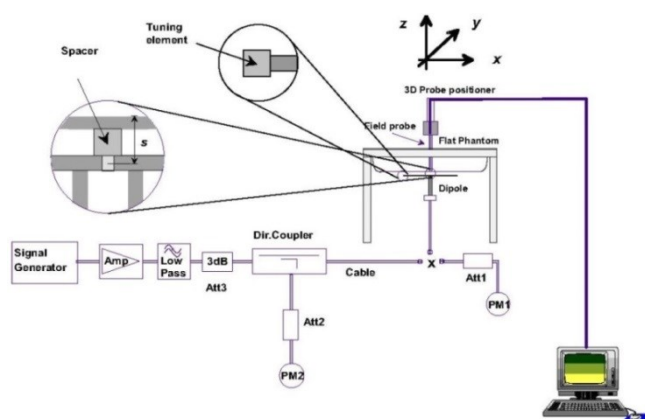 Tuning
element
Spacer
s
z
y
x
3D Probe positioner
Field probe
Flat Phantom
Dipole
Signal
Generator
Amp
Low
Pass
3dB
Att3
Dir.Coupler
Cable
x
Att1
PM1
Att2
PM2